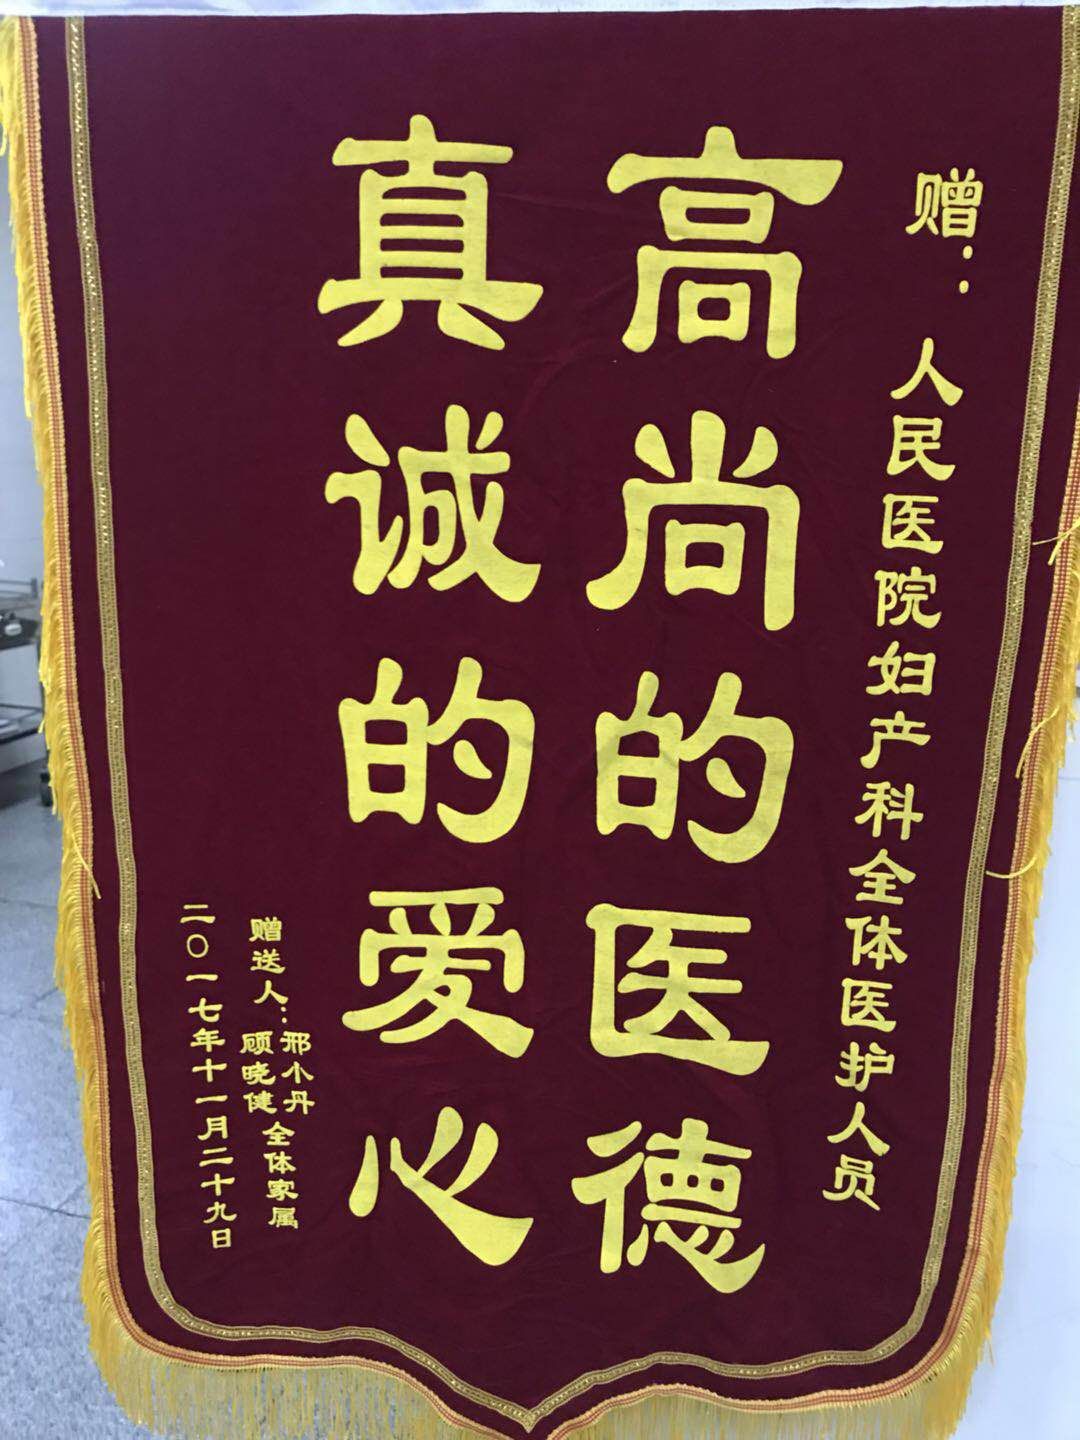 赠：人民医院妇产科全体医护人员
高尚的医德
真诚的爱心
赠送人：邢小丹 顾晓健 全体家属
二〇一七年十一月二十九日